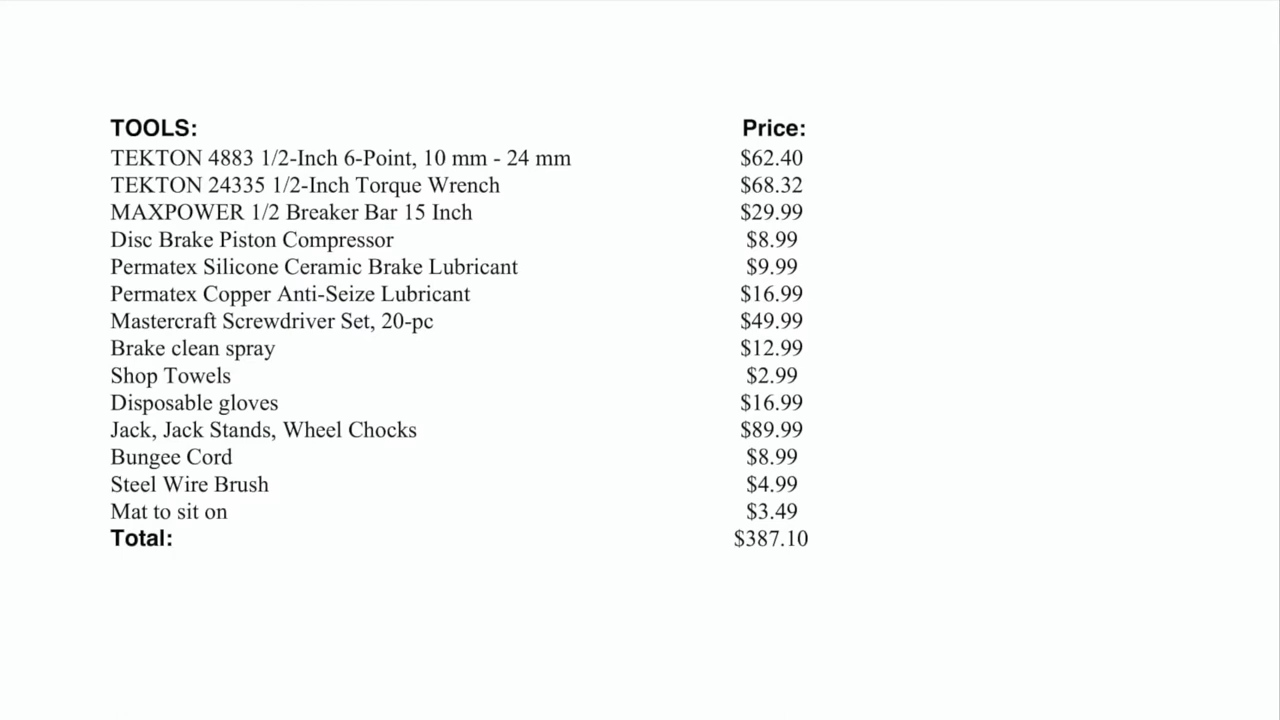 TOOLS: Price:
TEKTON 4883 1/2-Inch 6-Point, 10 mm - 24 mm $62.40
TEKTON 24335 1/2-Inch Torque Wrench $68.32
MAXPOWER 1/2 Breaker Bar 15 Inch $29.99
Disc Brake Piston Compressor $8.99
Permatex Silicone Ceramic Brake Lubricant $9.99
Permatex Copper Anti-Seize Lubricant $16.99
Mastercraft Screwdriver Set, 20-pc $49.99
Brake clean spray $12.99
Shop Towels $2.99
Disposable gloves $16.99
Jack, Jack Stands, Wheel Chocks $89.99
Bungee Cord $8.99
Steel Wire Brush $4.99
Mat to sit on $3.49
Total: $387.10